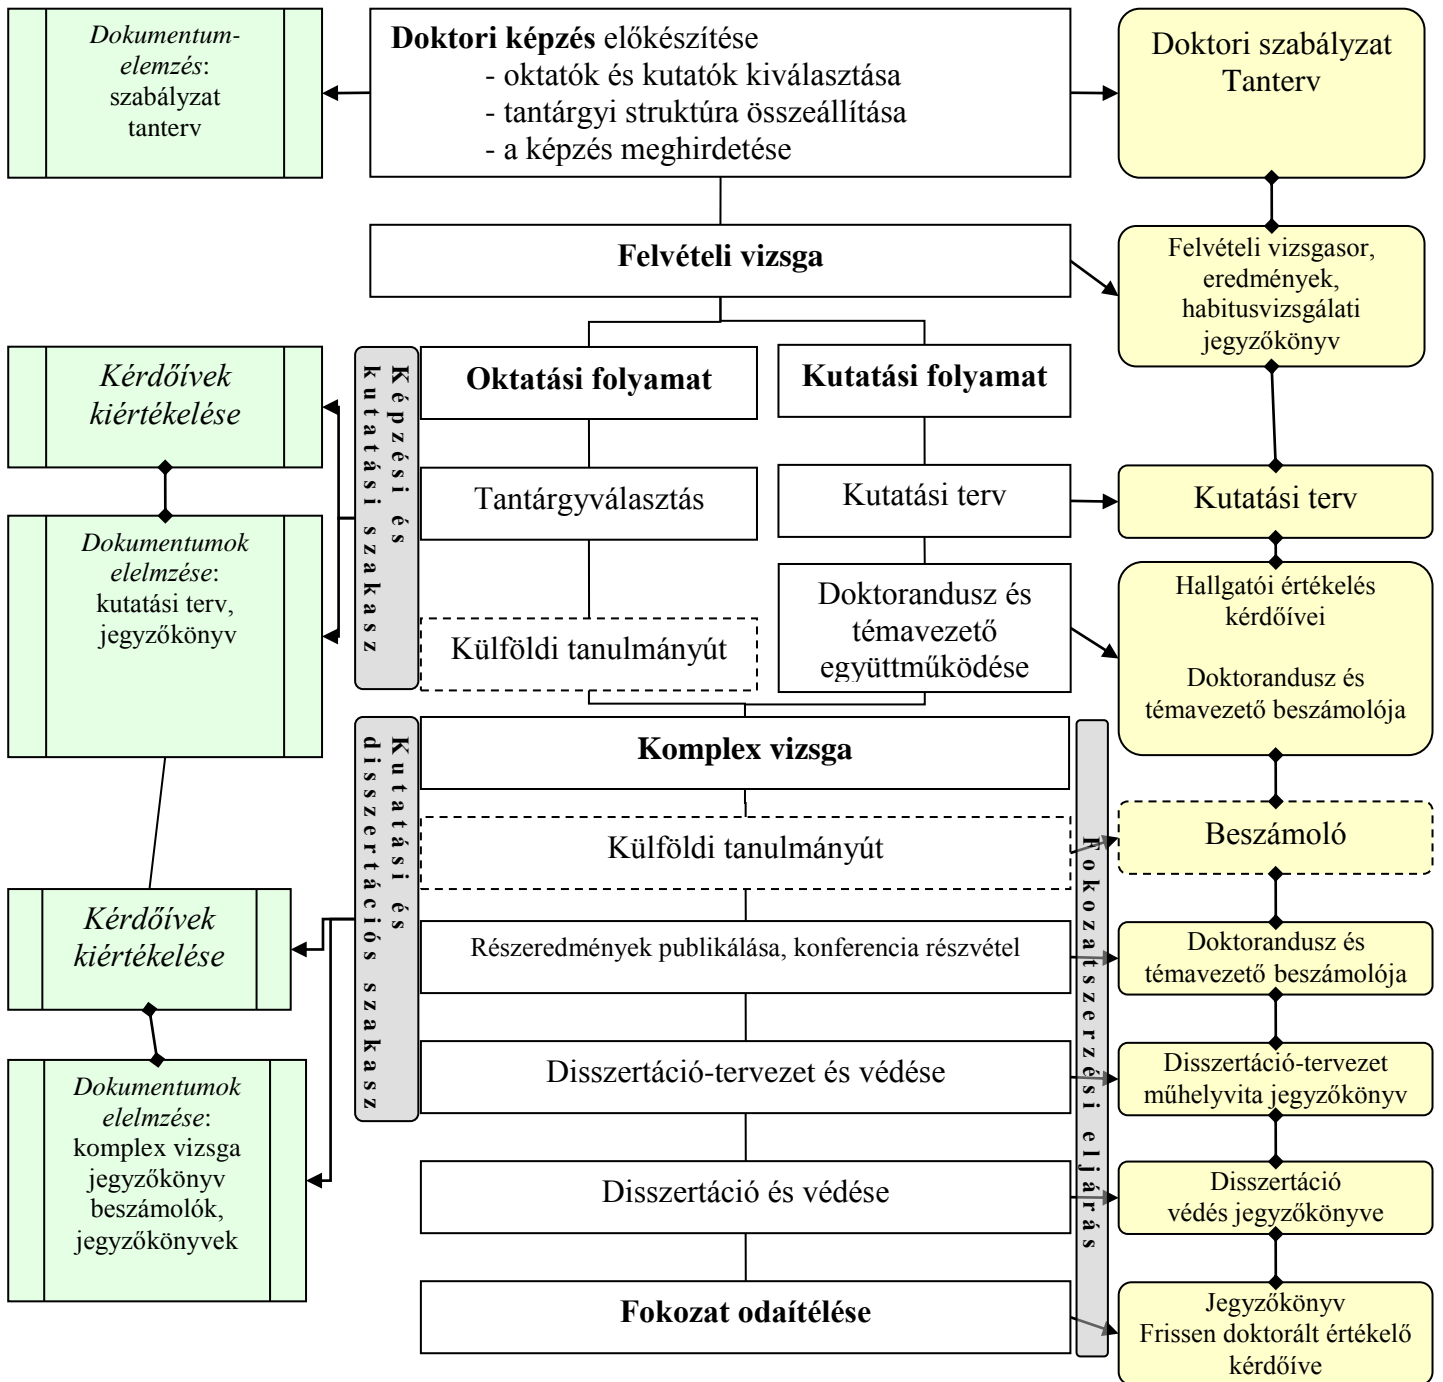 Dokumentum-
elemzés:
szabályzat
tanterv
Doktori képzés előkészítése
- oktatók és kutatók kiválasztása
- tantárgyi struktúra összeállítása
- a képzés meghirdetése
Doktori szabályzat
Tanterv
Felvételi vizsga
Felvételi vizsgasor,
eredmények,
habitusvizsgálati
jegyzőkönyv
Kérdőívek
kiértékelése
Képzési és
kutatási szakasz
Oktatási folyamat
Kutatási folyamat
Tantárgyválasztás
Kutatási terv
Kutatási terv
Dokumentumok
elelmzése:
kutatási terv,
jegyzőkönyv
Külföldi tanulmányút
Doktorandusz és
témavezető
együttműködése
Hallgatói értékelés
kérdőívei
Doktorandusz és
témavezető beszámolója
Kutatási és
disszertációs szakasz
Komplex vizsga
Fokozatszerzési eljárás
Külföldi tanulmányút
Beszámoló
Kérdőívek
kiértékelése
Részeredmények publikálása, konferencia részvétel
Doktorandusz és
témavezető beszámolója
Dokumentumok
elelmzése:
komplex vizsga
jegyzőkönyv
beszámolók,
jegyzőkönyvek
Disszertáció-tervezet és védése
Disszertáció-tervezet
műhelyvita jegyzőkönyv
Disszertáció és védése
Disszertáció
védés jegyzőkönyve
Fokozat odaítélése
Jegyzőkönyv
Frissen doktorált értékelő
kérdőíve